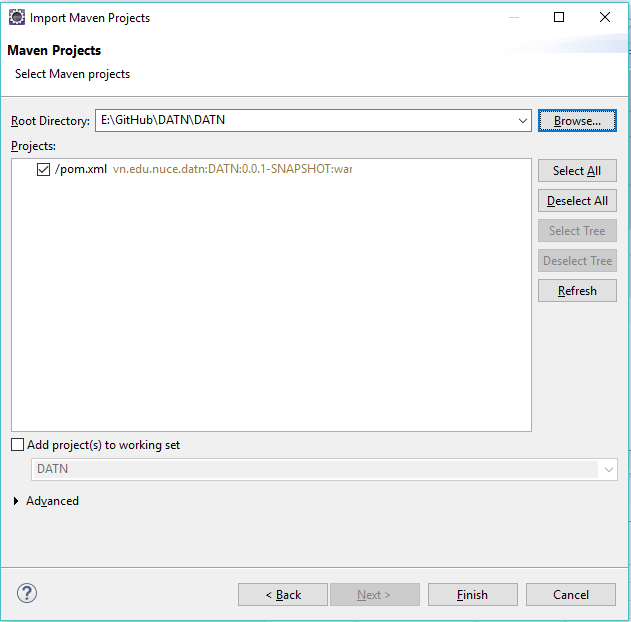 Import Maven Projects
Maven Projects
Select Maven projects
Root Directory: E:\GitHub\DATN\DATN Browse...
Projects:
/pom.xml vn.edu.nuce.datn:DATN:0.0.1-SNAPSHOT:war
Select All
Deselect All
Select Tree
Deselect Tree
Refresh
Add project(s) to working set
DATN
Advanced
? < Back Next > Finish Cancel